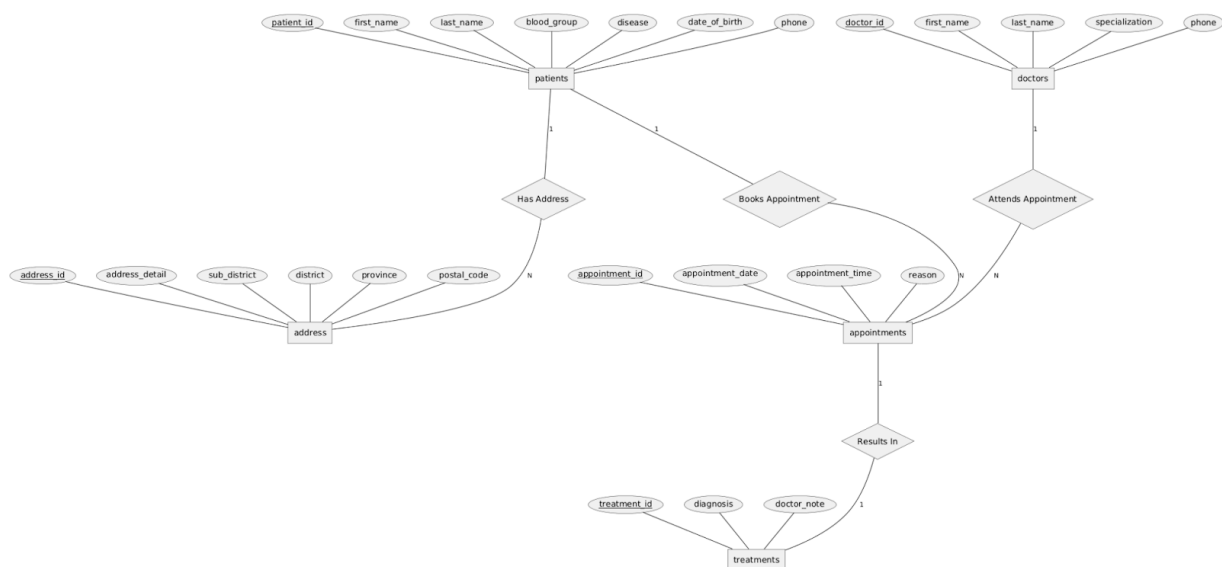 patient_id
first_name
last_name
blood_group
disease
date_of_birth
phone
doctor_id
first_name
last_name
specialization
phone
patients
doctors
1
1
1
Has Address
Books Appointment
Attends Appointment
address_id
address_detail
sub_district
district
province
postal_code
N
appointment_id
appointment_date
appointment_time
reason
N
N
address
appointments
1
Results In
treatment_id
diagnosis
doctor_note
1
treatments